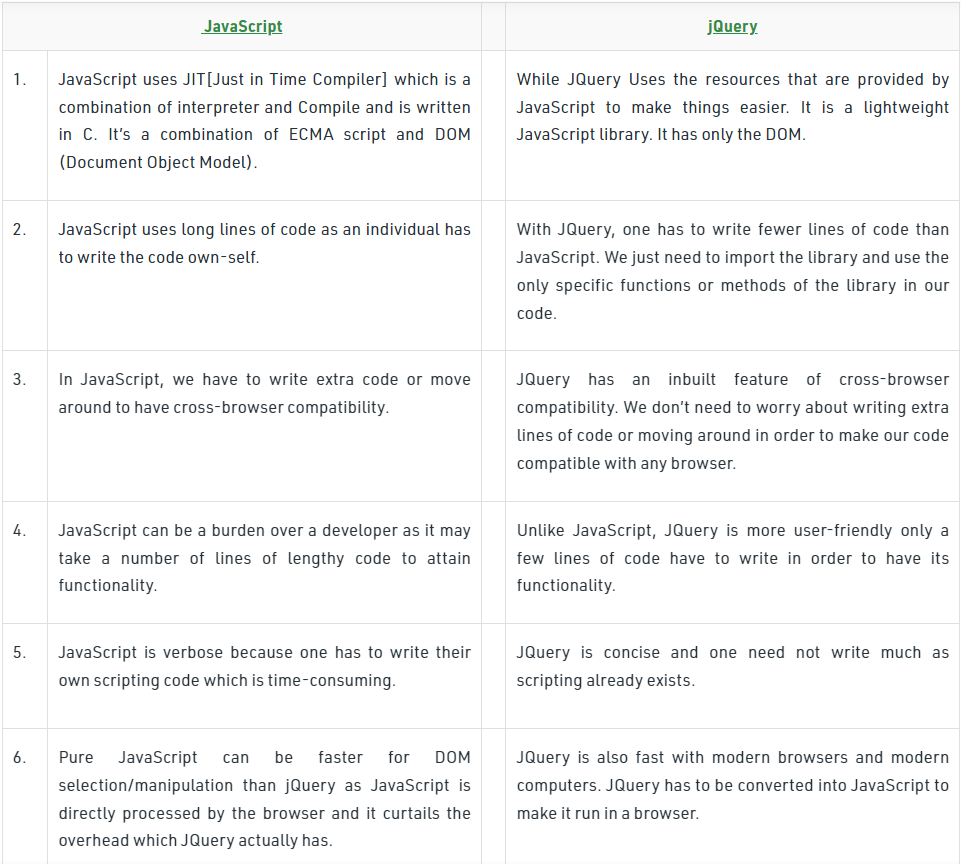 JavaScript
jQuery
1.
JavaScript uses JIT[Just in Time Compiler] which is a
combination of interpreter and Compile and is written
in C. It’s a combination of ECMA script and DOM
(Document Object Model).
While JQuery Uses the resources that are provided by
JavaScript to make things easier. It is a lightweight
JavaScript library. It has only the DOM.
2.
JavaScript uses long lines of code as an individual has
to write the code own-self.
With JQuery, one has to write fewer lines of code than
JavaScript. We just need to import the library and use the
only specific functions or methods of the library in our
code.
3.
In JavaScript, we have to write extra code or move
around to have cross-browser compatibility.
JQuery has an inbuilt feature of cross-browser
compatibility. We don’t need to worry about writing extra
lines of code or moving around in order to make our code
compatible with any browser.
4.
JavaScript can be a burden over a developer as it may
take a number of lines of lengthy code to attain
functionality.
Unlike JavaScript, JQuery is more user-friendly only a
few lines of code have to write in order to have its
functionality.
5.
JavaScript is verbose because one has to write their
own scripting code which is time-consuming.
JQuery is concise and one need not write much as
scripting already exists.
6.
Pure JavaScript can be faster for DOM
selection/manipulation than jQuery as JavaScript is
directly processed by the browser and it curtails the
overhead which JQuery actually has.
JQuery is also fast with modern browsers and modern
computers. JQuery has to be converted into JavaScript to
make it run in a browser.